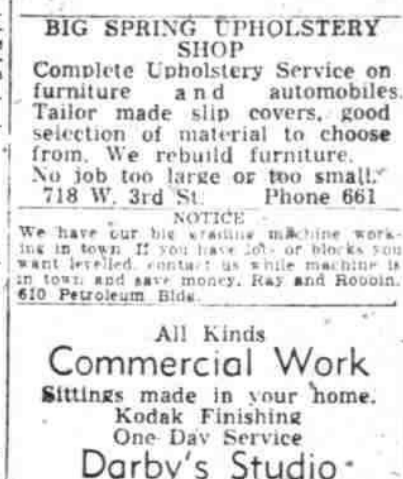 BIG SPRING UPHOLSTERY
SHOP
Complete Upholstery Service on
furniture and automobiles.
Tailor made slip covers, good
selection of material to choose
from. We rebuild furniture.
No job too large or too small.
718 W. 3rd St. Phone 661
NOTICE
We have our big grading machine work-
ing in town If you have lots or blocks you
want levelled, contact us while machine is
in town and save money. Ray and
610 Petroleum Bldg.
All Kinds
Commercial Work
Sittings made in your home.
Kodak Finishing
One Day Service
Darby's Studio